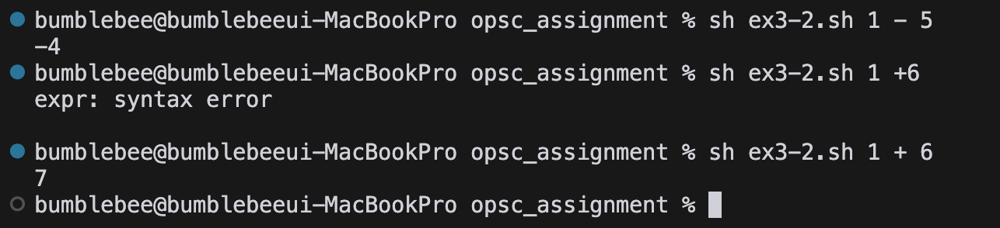 bumblebee@bumblebeeui-MacBookPro opsc_assignment % sh ex3-2.sh 1 - 5
-4
bumblebee@bumblebeeui-MacBookPro opsc_assignment % sh ex3-2.sh 1 +6
expr: syntax error
bumblebee@bumblebeeui-MacBookPro opsc_assignment % sh ex3-2.sh 1 + 6
7
bumblebee@bumblebeeui-MacBookPro opsc_assignment %